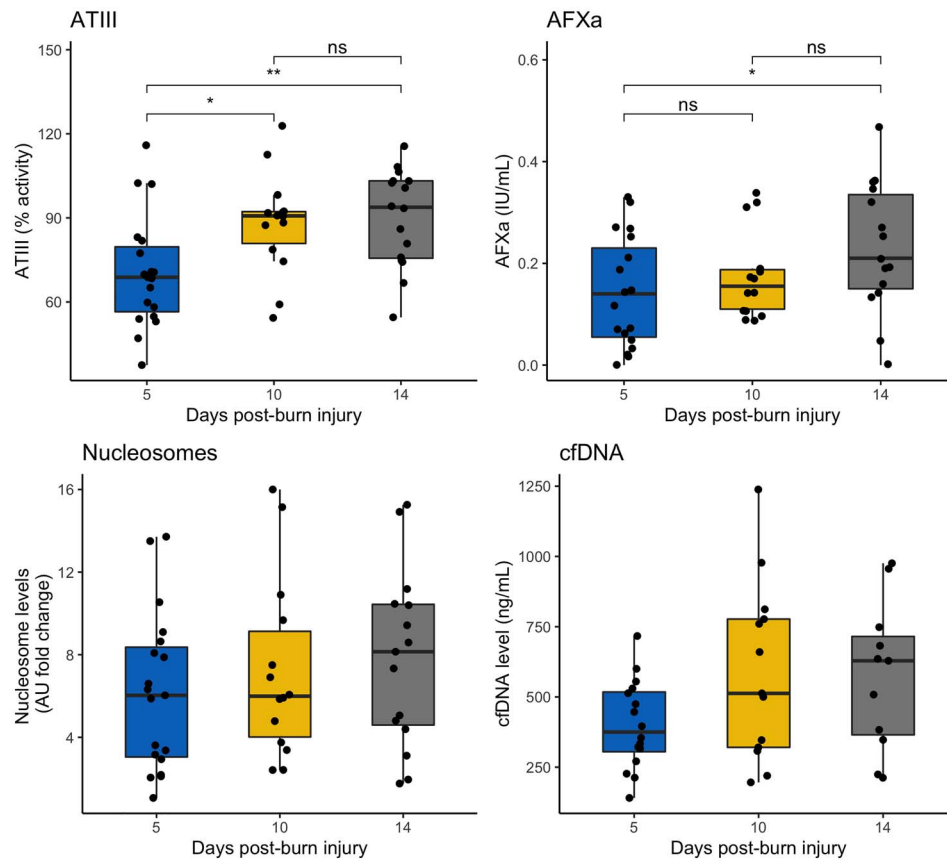 ATIII
150
120
90
60
ATIII (% activity)
ns
**
*
5
10
14
Days post-burn injury
AFXa
0.6
0.4
0.2
0.0
AFXa (IU/mL)
ns
*
ns
5
10
14
Days post-burn injury
Nucleosomes
16
12
8
4
Nucleosome levels
(AU fold change)
5
10
14
Days post-burn injury
cfDNA
1250
1000
750
500
250
cfDNA level (ng/mL)
5
10
14
Days post-burn injury